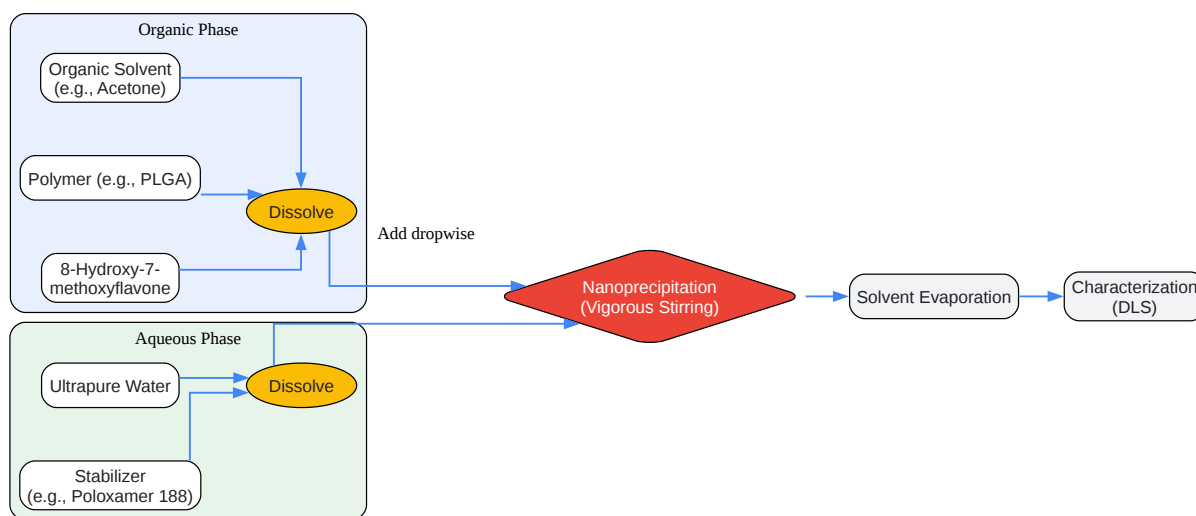 Organic Phase
Organic Solvent
(e.g., Acetone)
Polymer (e.g., PLGA)
Dissolve
8-Hydroxy-7-
methoxyflavone
Add dropwise
Nanoprecipitation
(Vigorous Stirring)
Solvent Evaporation
Characterization
(DLS)
Aqueous Phase
Ultrapure Water
Dissolve
Stabilizer
(e.g., Poloxamer 188)